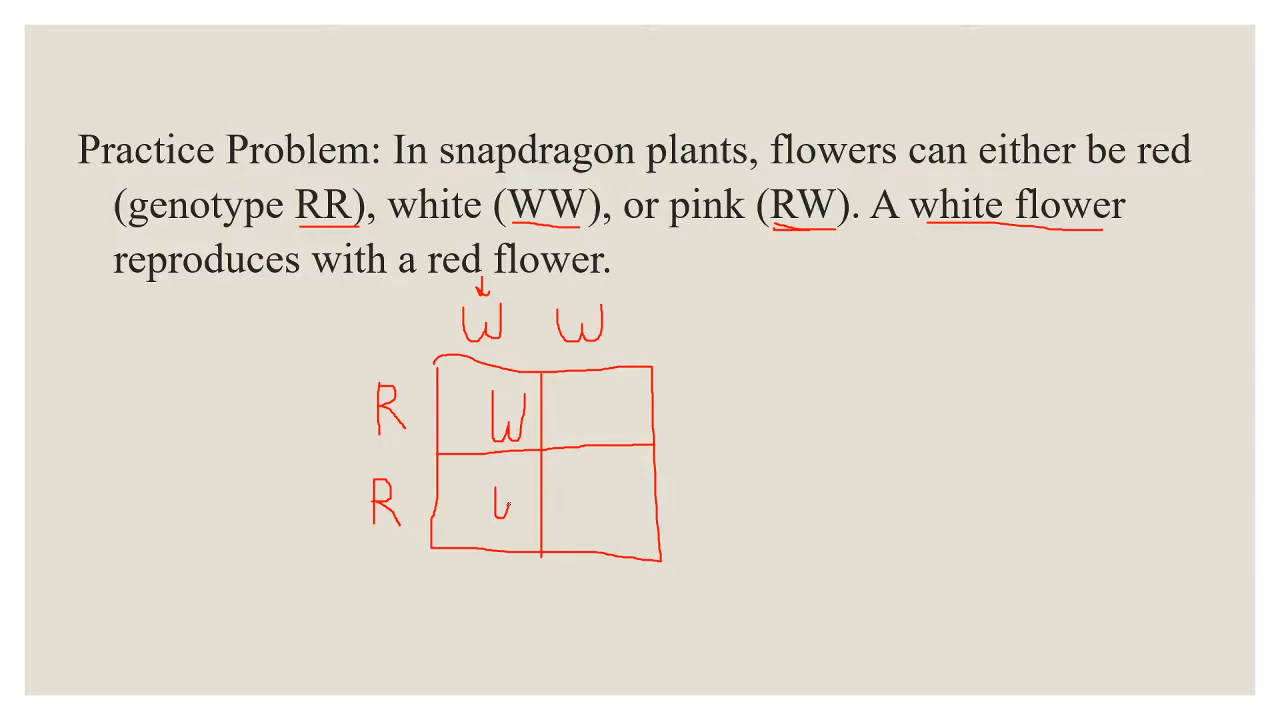 Practice Problem: In snapdragon plants, flowers can either be red
(genotype RR), white (WW), or pink (RW). A white flower
reproduces with a red flower.
W W
R W
R